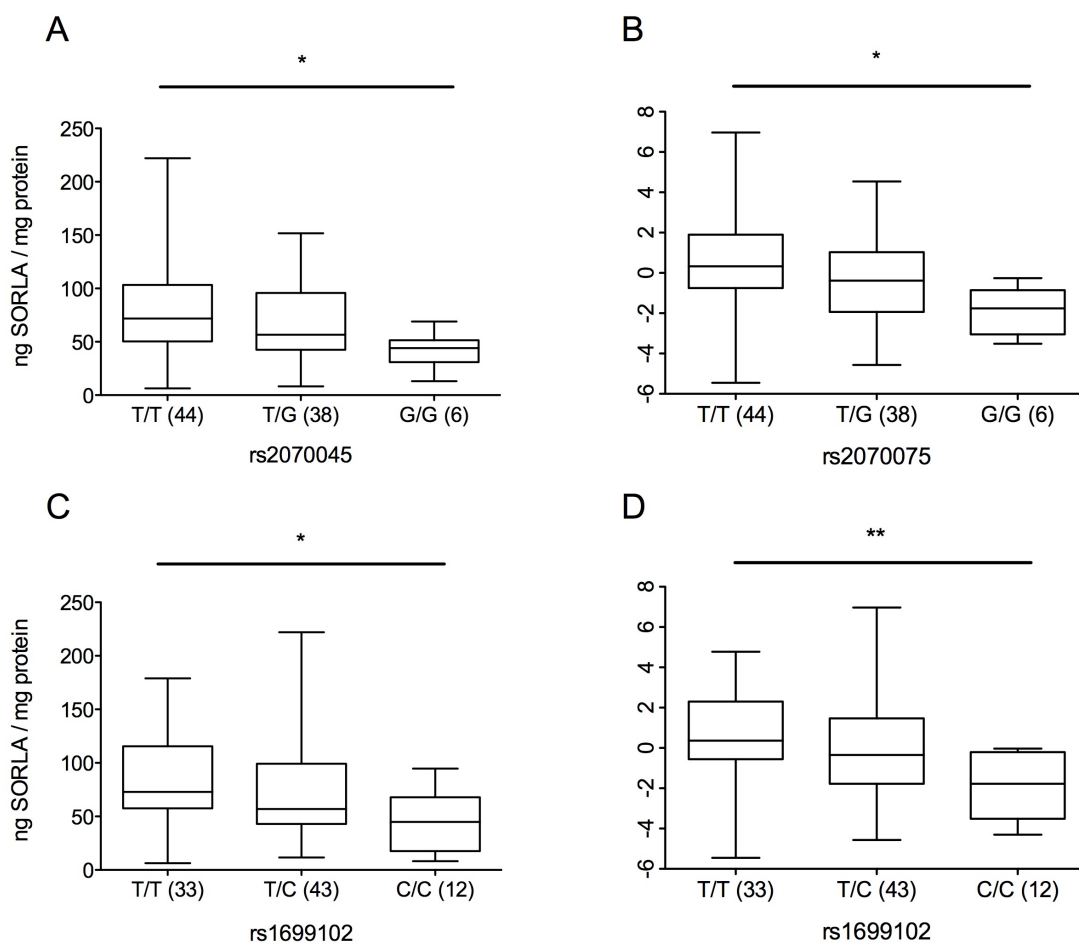 A
*
ng SORLA / mg protein
250
200
150
100
50
0
T/T (44) T/G (38) G/G (6)
rs2070045
B
*
8
6
4
2
0
-2
-4
-6
T/T (44) T/G (38) G/G (6)
rs2070075
C
*
ng SORLA / mg protein
250
200
150
100
50
0
T/T (33) T/C (43) C/C (12)
rs1699102
D
**
8
6
4
2
0
-2
-4
-6
T/T (33) T/C (43) C/C (12)
rs1699102